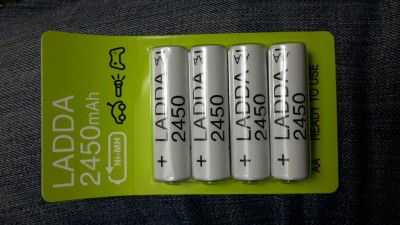 LADDA
2450mAh
Ni-MH
+ LADDA
2450
+ LADDA
2450
+ LADDA
2450
+ LADDA
2450
AA READY TO USE